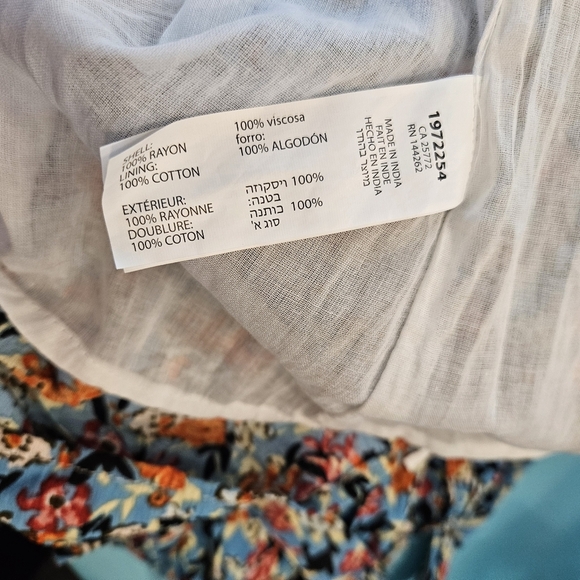 SHELL:
100% RAYON
LINING:
100% COTTON
EXTÉRIEUR:
100% RAYONNE
DOUBLURE:
100% COTON
100% viscosa
forro:
100% ALGODÓN
100% ויסקוזה
בטנה:
100% כותנה
סוג א'
MADE IN INDIA
FAIT EN INDE
HECHO EN INDIA
מיוצר בהודו
1972254
CA 25772
RN 144262